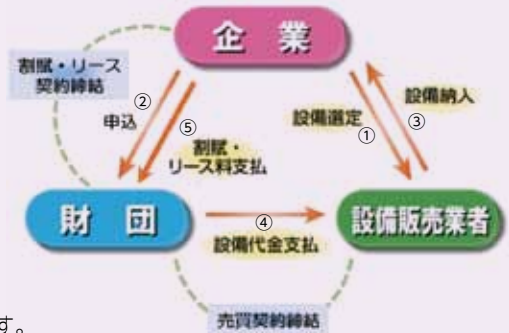 企業
割賦・リース
契約締結
②
申込
⑤
割賦・
リース料支払
設備選定
①
設備納入
③
財団
④
設備代金支払
設備販売業者
売買契約締結
す。